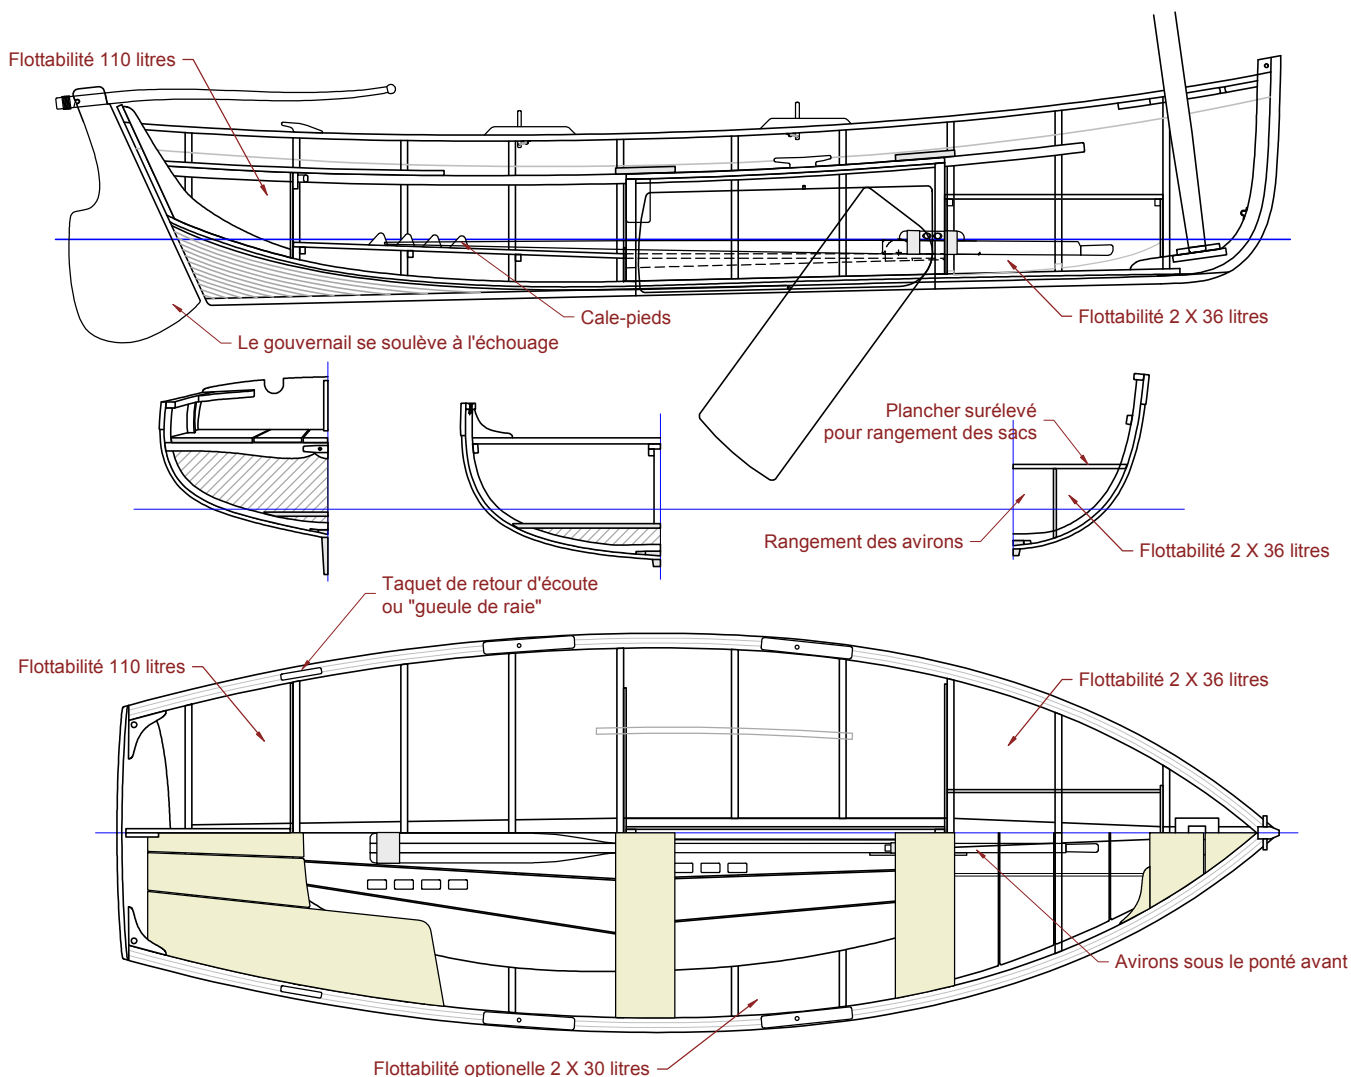 Flottabilité 110 litres
Cale-pieds
Flottabilité 2 X 36 litres
Le gouvernail se soulève à l'échouage
Plancher surélevé
pour rangement des sacs
Rangement des avirons
Flottabilité 2 X 36 litres
Taquet de retour d'écoute
ou "gueule de raie"
Flottabilité 110 litres
Flottabilité 2 X 36 litres
Avirons sous le ponté avant
Flottabilité optionelle 2 X 30 litres